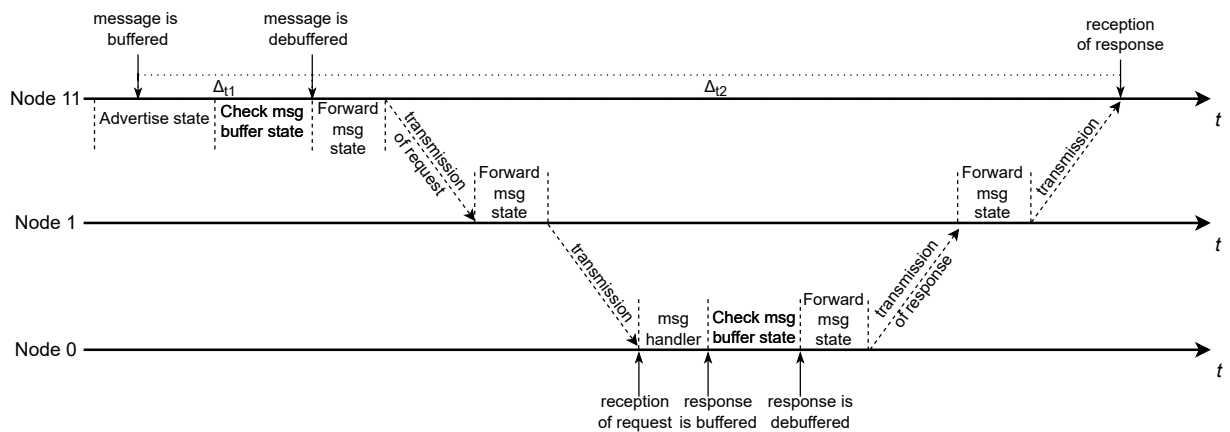 message is
buffered
message is
debuffered
reception
of response
Δt1
Δt2
Node 11
t
Advertise state
Check msg
buffer state
Forward
msg
state
transmission
of request
transmission
Forward
msg
state
Forward
msg
state
Node 1
t
transmission
transmission
of response
msg
handler
Check msg
buffer state
Forward
msg
state
Node 0
t
reception
of request
response
is buffered
response is
debuffered